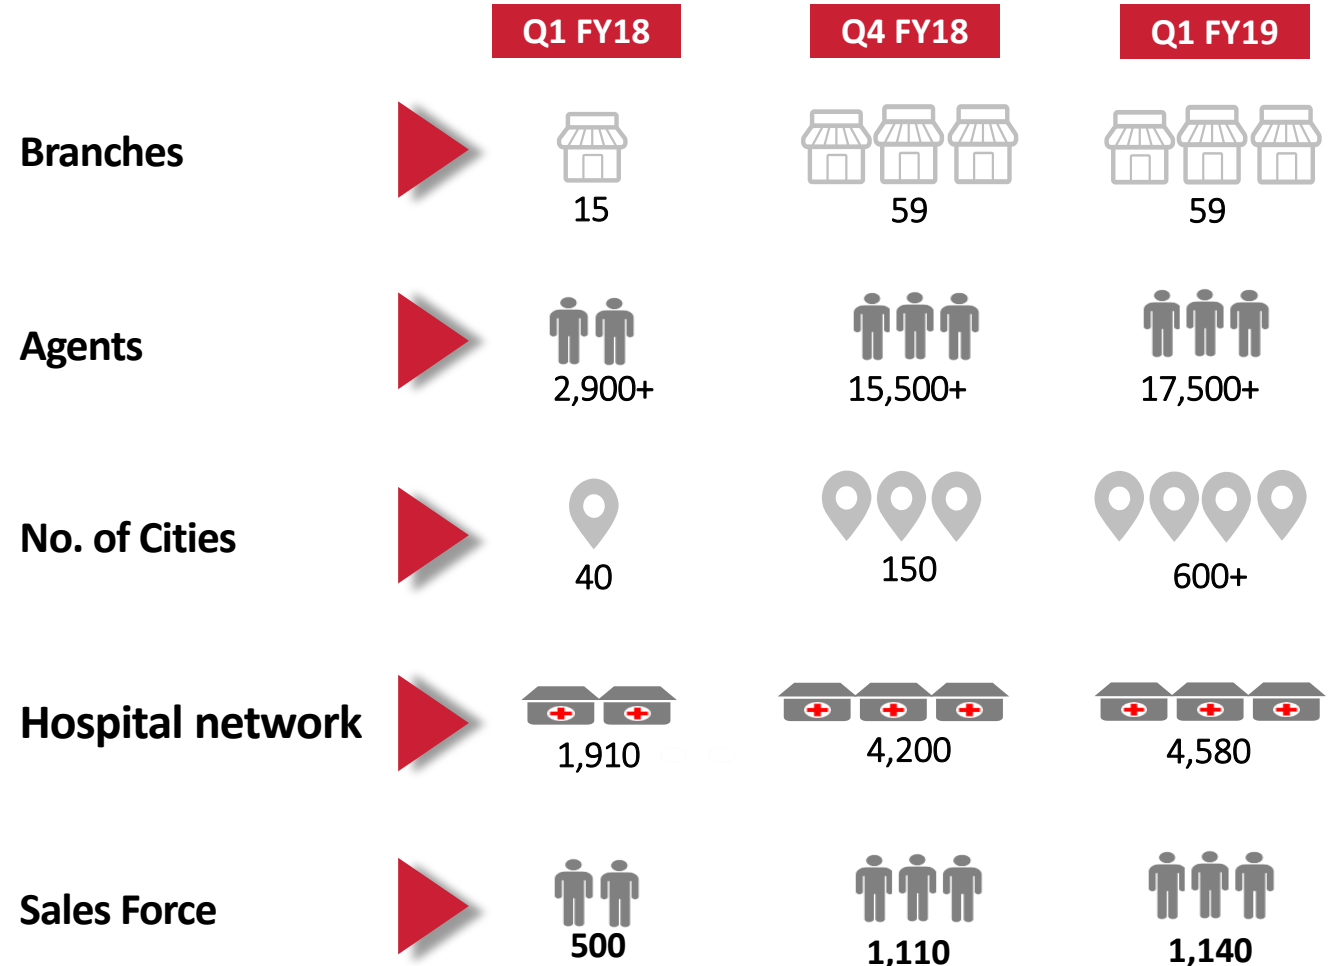 Q1 FY18 Q4 FY18 Q1 FY19
Branches
15 59 59
Agents
2,900+ 15,500+ 17,500+
No. of Cities
40 150 600+
Hospital network
1,910 4,200 4,580
Sales Force
500 1,110 1,140